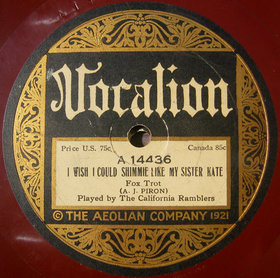 Vocalion
Price U.S. 75c Canada 85c
A 14436
I WISH I COULD SHIMMIE LIKE MY SISTER KATE
Fox Trot
(A. J. PIRON)
Played by The California Ramblers
© THE AEOLIAN COMPANY 1921